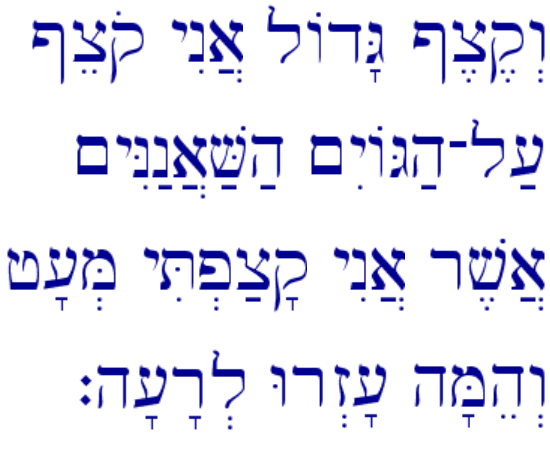 וְקֶצֶף גָּדוֹל אֲנִי קֹצֵף
עַל-הַגּוֹיִם הַשַּׁאֲנַנִּים
אֲשֶׁר אֲנִי קָצַפְתִּי מְּעָט
וְהֵמָּה עָזְרוּ לְרָעָה׃